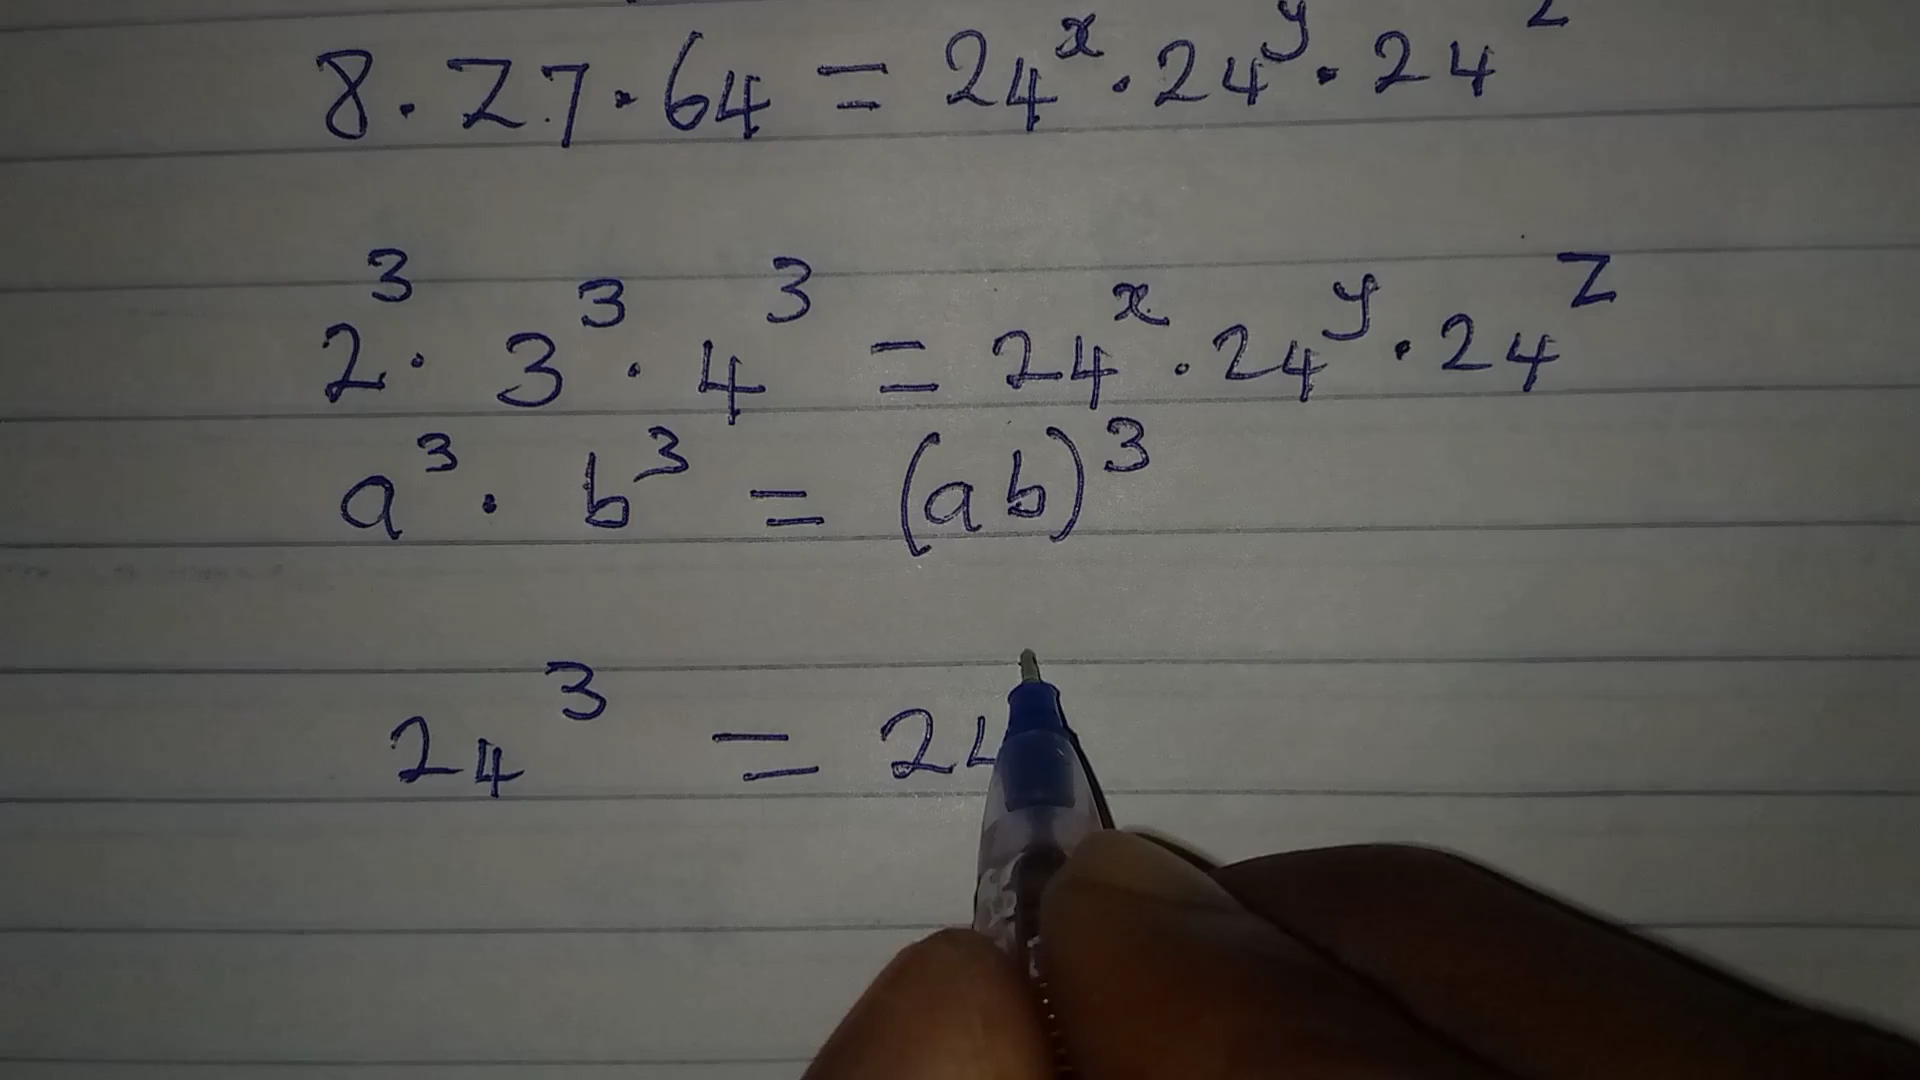 8 . 27 . 64 = 24^x . 24^y . 24^z
2^3 . 3^3 . 4^3 = 24^x . 24^y . 24^z
a^3 . b^3 = (ab)^3
24^3 = 24